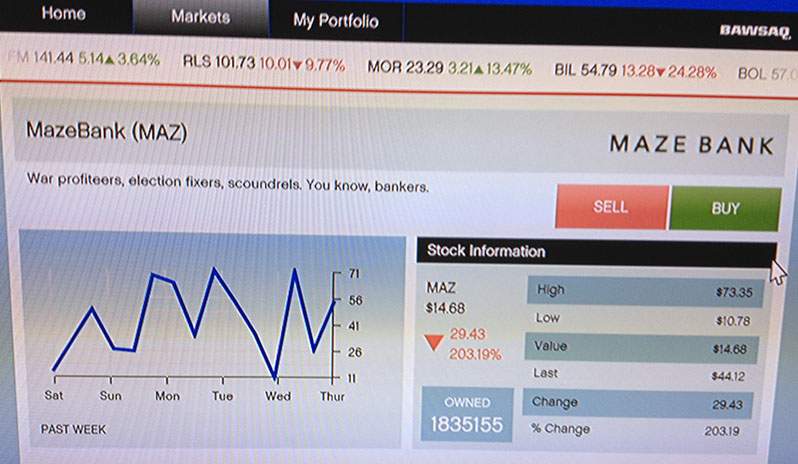 Home Markets My Portfolio BAWSAQ
FM 141.44 5.14▲3.64% RLS 101.73 10.01▼9.77% MOR 23.29 3.21▲13.47% BIL 54.79 13.28▼24.28% BOL 57.0
MazeBank (MAZ) MAZE BANK
War profiteers, election fixers, scoundrels. You know, bankers.
SELL BUY
71
56
41
26
11
Sat Sun Mon Tue Wed Thur
PAST WEEK
Stock Information
MAZ
$14.68
▼ 29.43
203.19%
OWNED
1835155
High $73.35
Low $10.78
Value $14.68
Last $44.12
Change 29.43
% Change 203.19